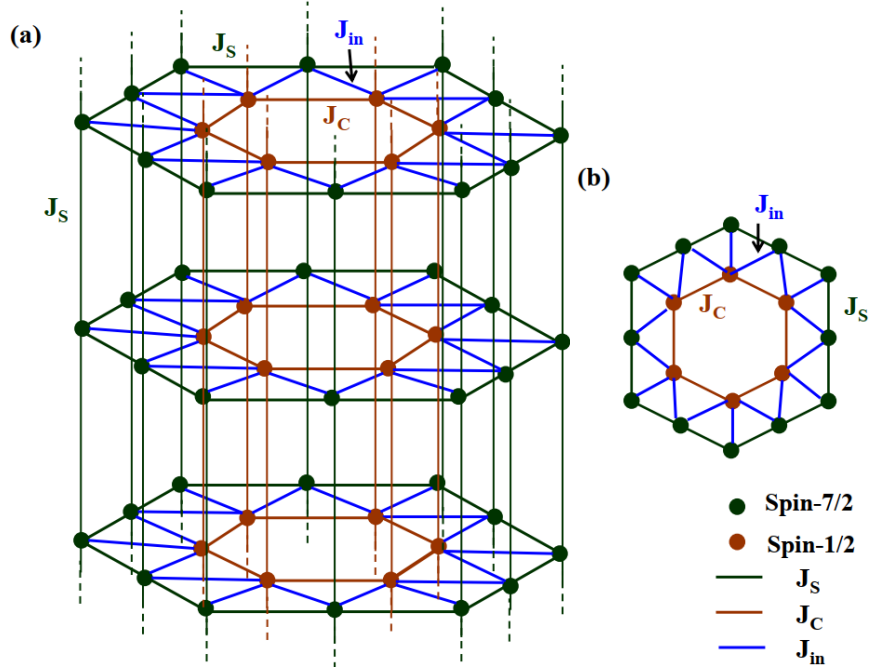 (a)
J_S
J_in
J_C
J_S
(b)
J_in
J_C
J_S
Spin-7/2
Spin-1/2
J_S
J_C
J_in